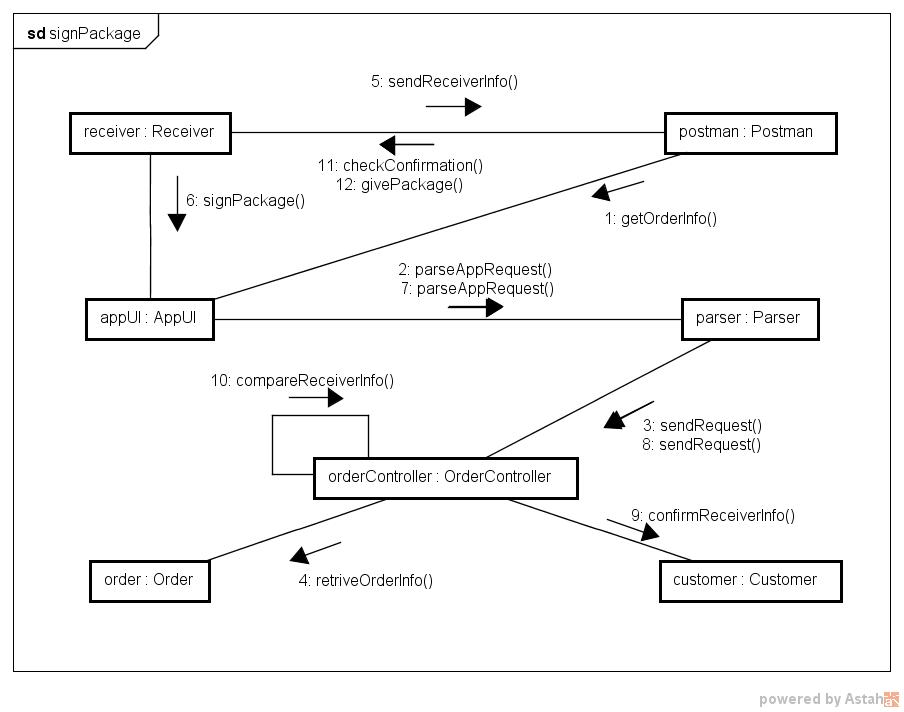 sd signPackage
5: sendReceiverInfo()
receiver : Receiver
postman : Postman
11: checkConfirmation()
12: givePackage()
6: signPackage()
1: getOrderInfo()
2: parseAppRequest()
7: parseAppRequest()
appUI : AppUI
parser : Parser
10: compareReceiverInfo()
3: sendRequest()
8: sendRequest()
orderController : OrderController
9: confirmReceiverInfo()
order : Order
4: retriveOrderInfo()
customer : Customer
powered by Astah